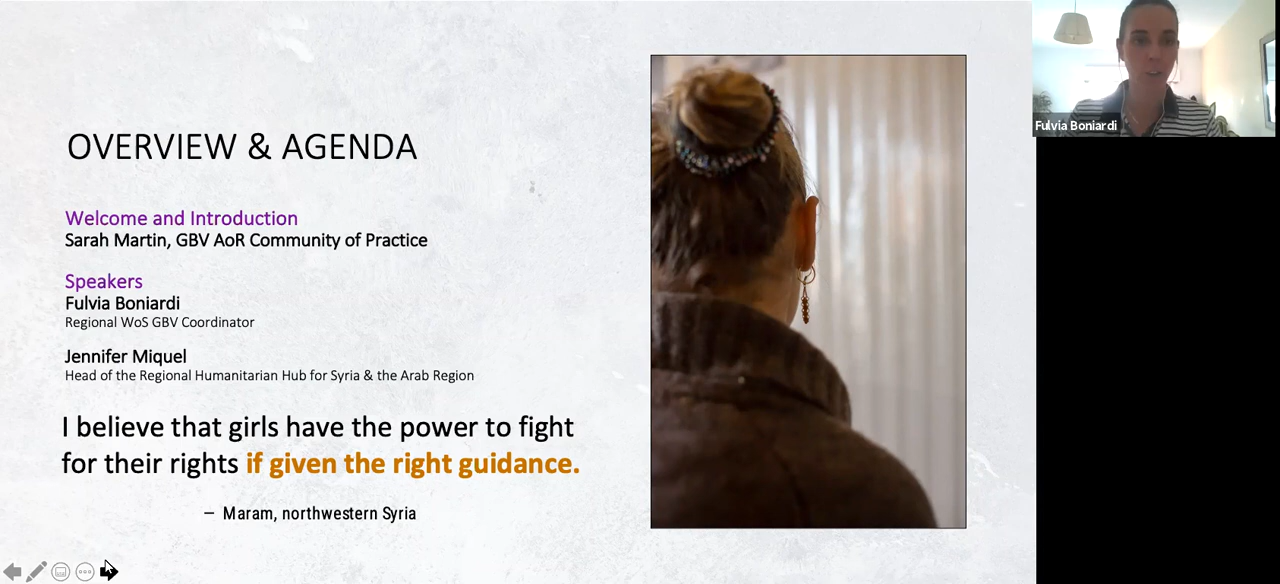 OVERVIEW & AGENDA
Welcome and Introduction
Sarah Martin, GBV AoR Community of Practice
Speakers
Fulvia Boniardi
Regional WoS GBV Coordinator
Jennifer Miquel
Head of the Regional Humanitarian Hub for Syria & the Arab Region
I believe that girls have the power to fight
for their rights if given the right guidance.
– Maram, northwestern Syria
Fulvia Boniardi